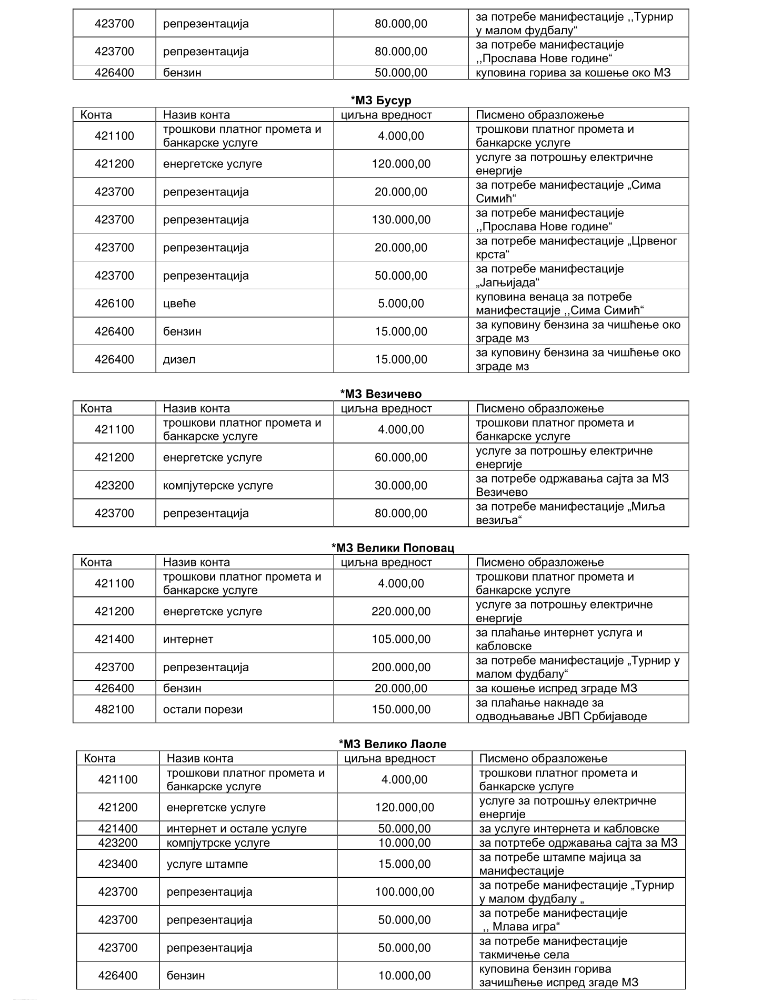 423700 репрезентација 80.000,00 за потребе манифестације ,,Турнир
у малом фудбалу“
423700 репрезентација 80.000,00 за потребе манифестације
,,Прослава Нове године“
426400 бензин 50.000,00 куповина горива за кошење око МЗ
*МЗ Бусур
Конта Назив конта циљна вредност Писмено образложење
421100 трошкови платног промета и
банкарске услуге 4.000,00 трошкови платног промета и
банкарске услуге
421200 енергетске услуге 120.000,00 услуге за потрошњу електричне
енергије
423700 репрезентација 20.000,00 за потребе манифестације „Сима
Симић“
423700 репрезентација 130.000,00 за потребе манифестације
,,Прослава Нове године“
423700 репрезентација 20.000,00 за потребе манифестације „Црвеног
крста“
423700 репрезентација 50.000,00 за потребе манифестације
„Јагњијада“
426100 цвеће 5.000,00 куповина венаца за потребе
манифестације ,,Сима Симић“
426400 бензин 15.000,00 за куповину бензина за чишћење око
зграде мз
426400 дизел 15.000,00 за куповину бензина за чишћење око
зграде мз
*МЗ Везичево
Конта Назив конта циљна вредност Писмено образложење
421100 трошкови платног промета и
банкарске услуге 4.000,00 трошкови платног промета и
банкарске услуге
421200 енергетске услуге 60.000,00 услуге за потрошњу електричне
енергије
423200 компјутерске услуге 30.000,00 за потребе одржавања сајта за МЗ
Везичево
423700 репрезентација 80.000,00 за потребе манифестације „Миља
везиља“
*МЗ Велики Поповац
Конта Назив конта циљна вредност Писмено образложење
421100 трошкови платног промета и
банкарске услуге 4.000,00 трошкови платног промета и
банкарске услуге
421200 енергетске услуге 220.000,00 услуге за потрошњу електричне
енергије
421400 интернет 105.000,00 за плаћање интернет услуга и
кабловске
423700 репрезентација 200.000,00 за потребе манифестације „Турнир у
малом фудбалу“
426400 бензин 20.000,00 за кошење испред зграде МЗ
482100 остали порези 150.000,00 за плаћање накнаде за
одводњавање ЈВП Србијаводе
*МЗ Велико Лаоле
Конта Назив конта циљна вредност Писмено образложење
421100 трошкови платног промета и
банкарске услуге 4.000,00 трошкови платног промета и
банкарске услуге
421200 енергетске услуге 120.000,00 услуге за потрошњу електричне
енергије
421400 интернет и остале услуге 50.000,00 за услуге интернета и кабловске
423200 компјутрске услуге 10.000,00 за потртебе одржавања сајта за МЗ
423400 услуге штампе 15.000,00 за потребе штампе мајица за
манифестације
423700 репрезентација 100.000,00 за потребе манифестације „Турнир
у малом фудбалу „
423700 репрезентација 50.000,00 за потребе манифестације
,, Млава игра“
423700 репрезентација 50.000,00 за потребе манифестације
такмичење села
426400 бензин 10.000,00 куповина бензин горива
зачишћење испред згаде МЗ